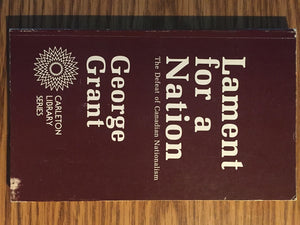 Lament
for a
Nation
The Defeat of Canadian Nationalism
George
Grant
CARLETON
LIBRARY
SERIES